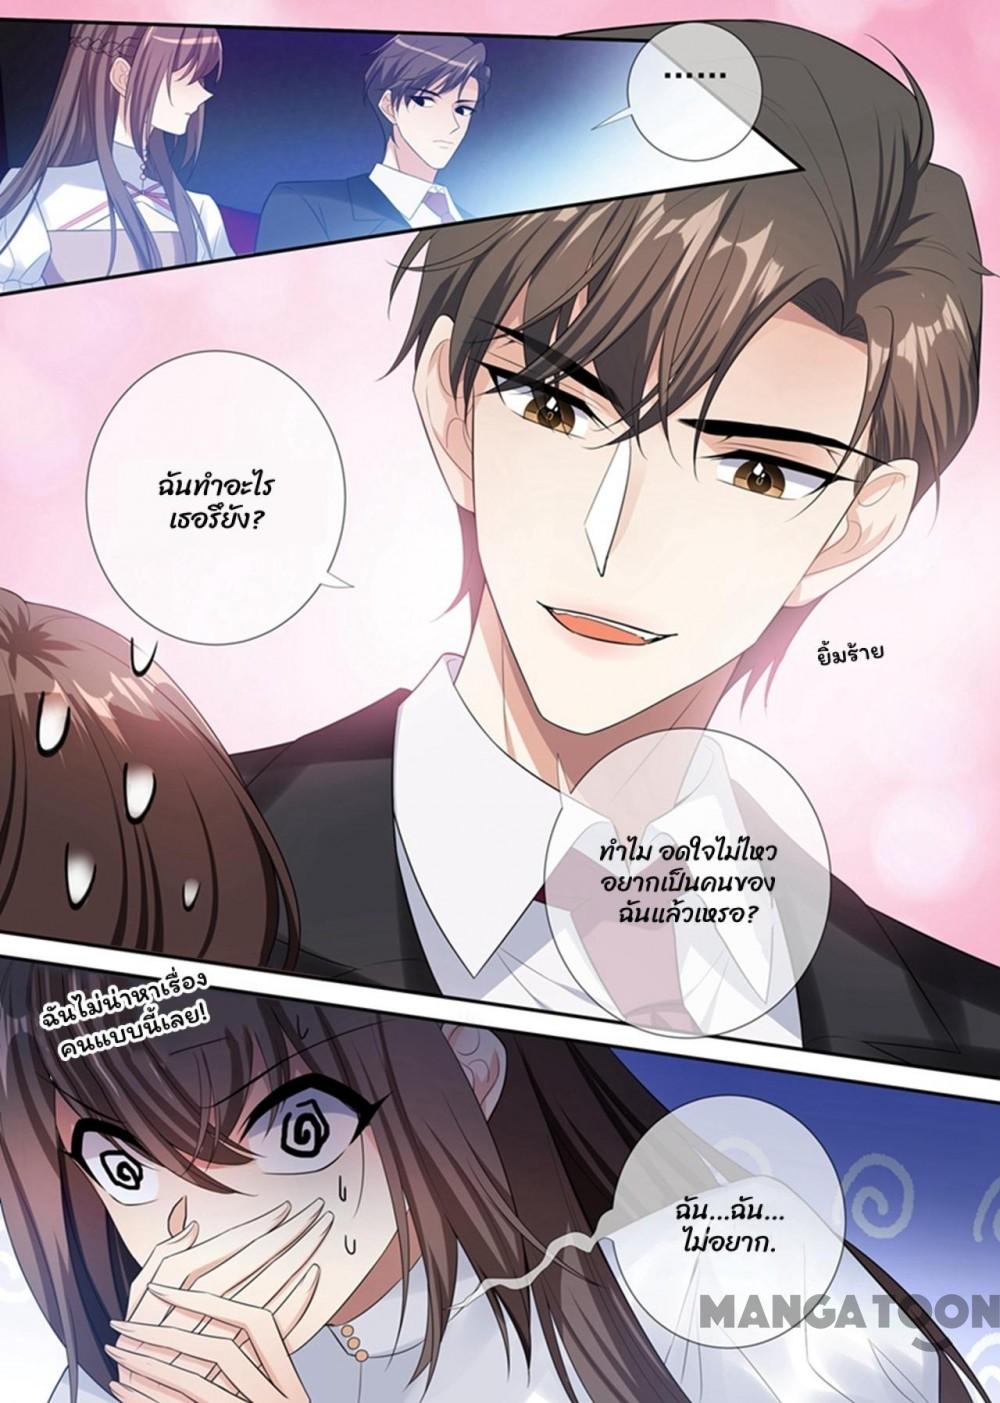 ......
ฉันทำอะไร
เธอรึยัง?
ยิ้มร้าย
ทำไม อดใจไม่ไหว
อยากเป็นคนของ
ฉันแล้วเหรอ?
ฉันไม่น่าหาเรื่อง
คนแบบนี้เลย!
ฉัน...ฉัน...
ไม่อยาก.
MANGATOON